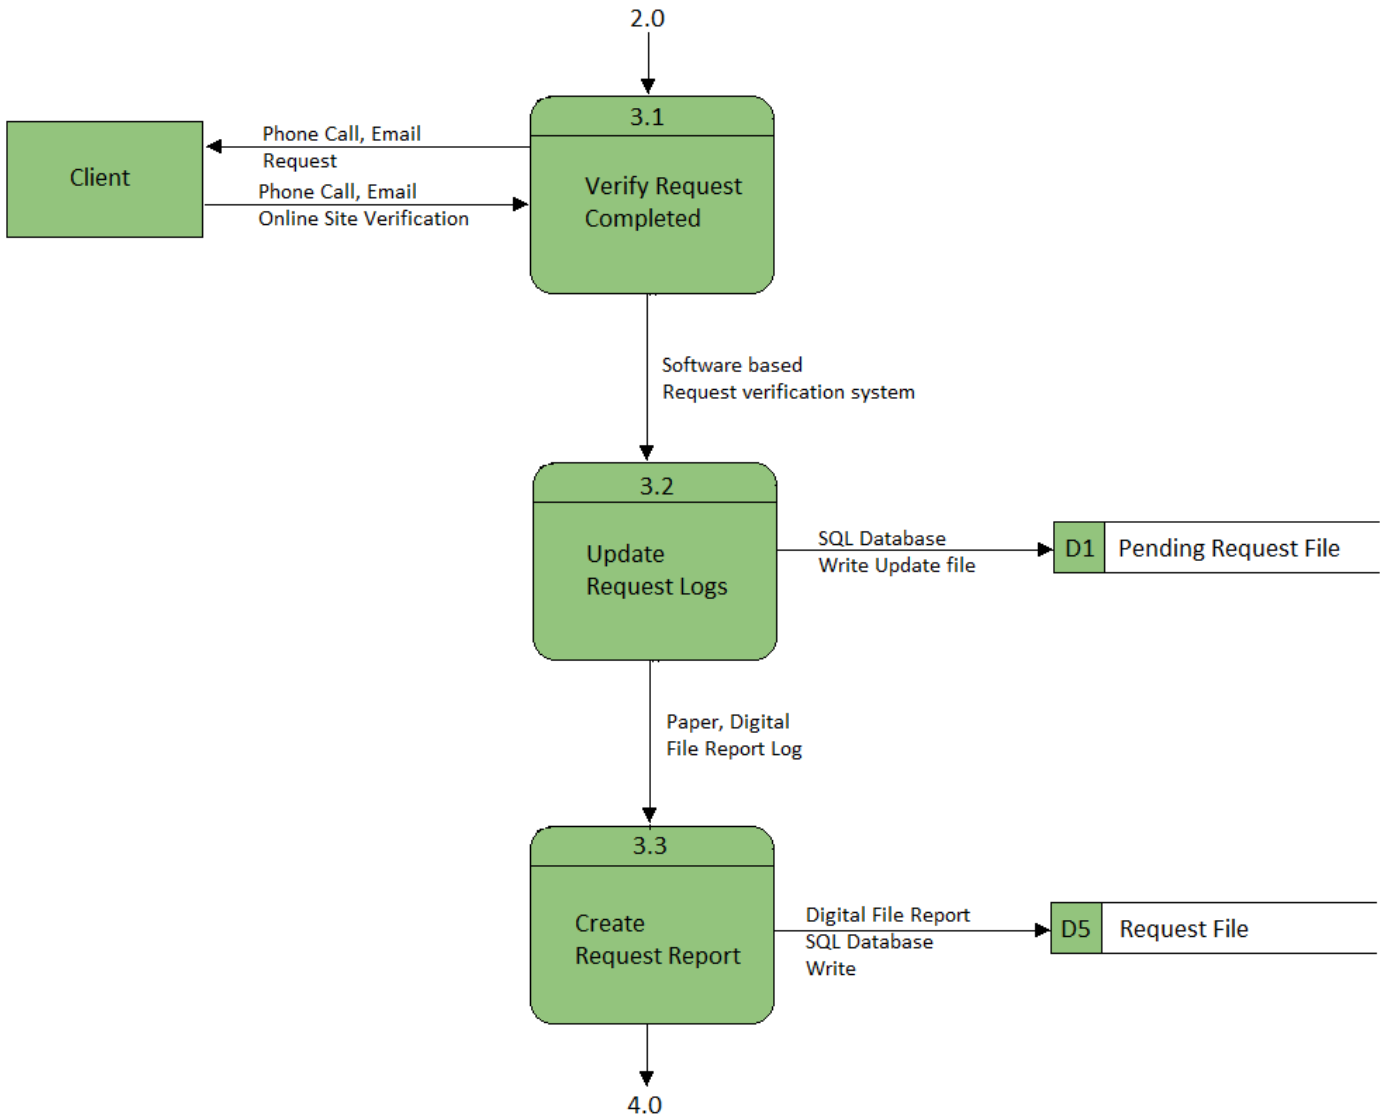 2.0
3.1
Phone Call, Email
Request
Client
Phone Call, Email
Online Site Verification
Verify Request
Completed
Software based
Request verification system
3.2
Update
Request Logs
SQL Database
Write Update file
D1
Pending Request File
Paper, Digital
File Report Log
3.3
Create
Request Report
Digital File Report
SQL Database
Write
D5
Request File
4.0